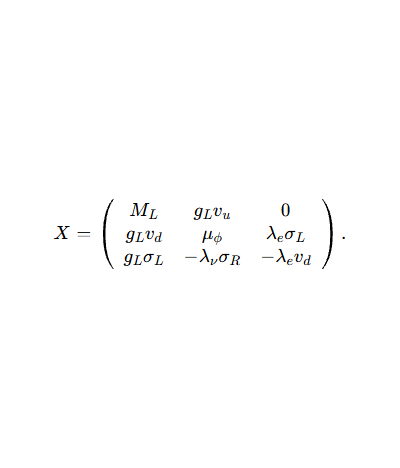 X = ( M_L g_L v_u 0
g_L v_d μ_ϕ λ_e σ_L
g_L σ_L −λ_ν σ_R −λ_e v_d ) .